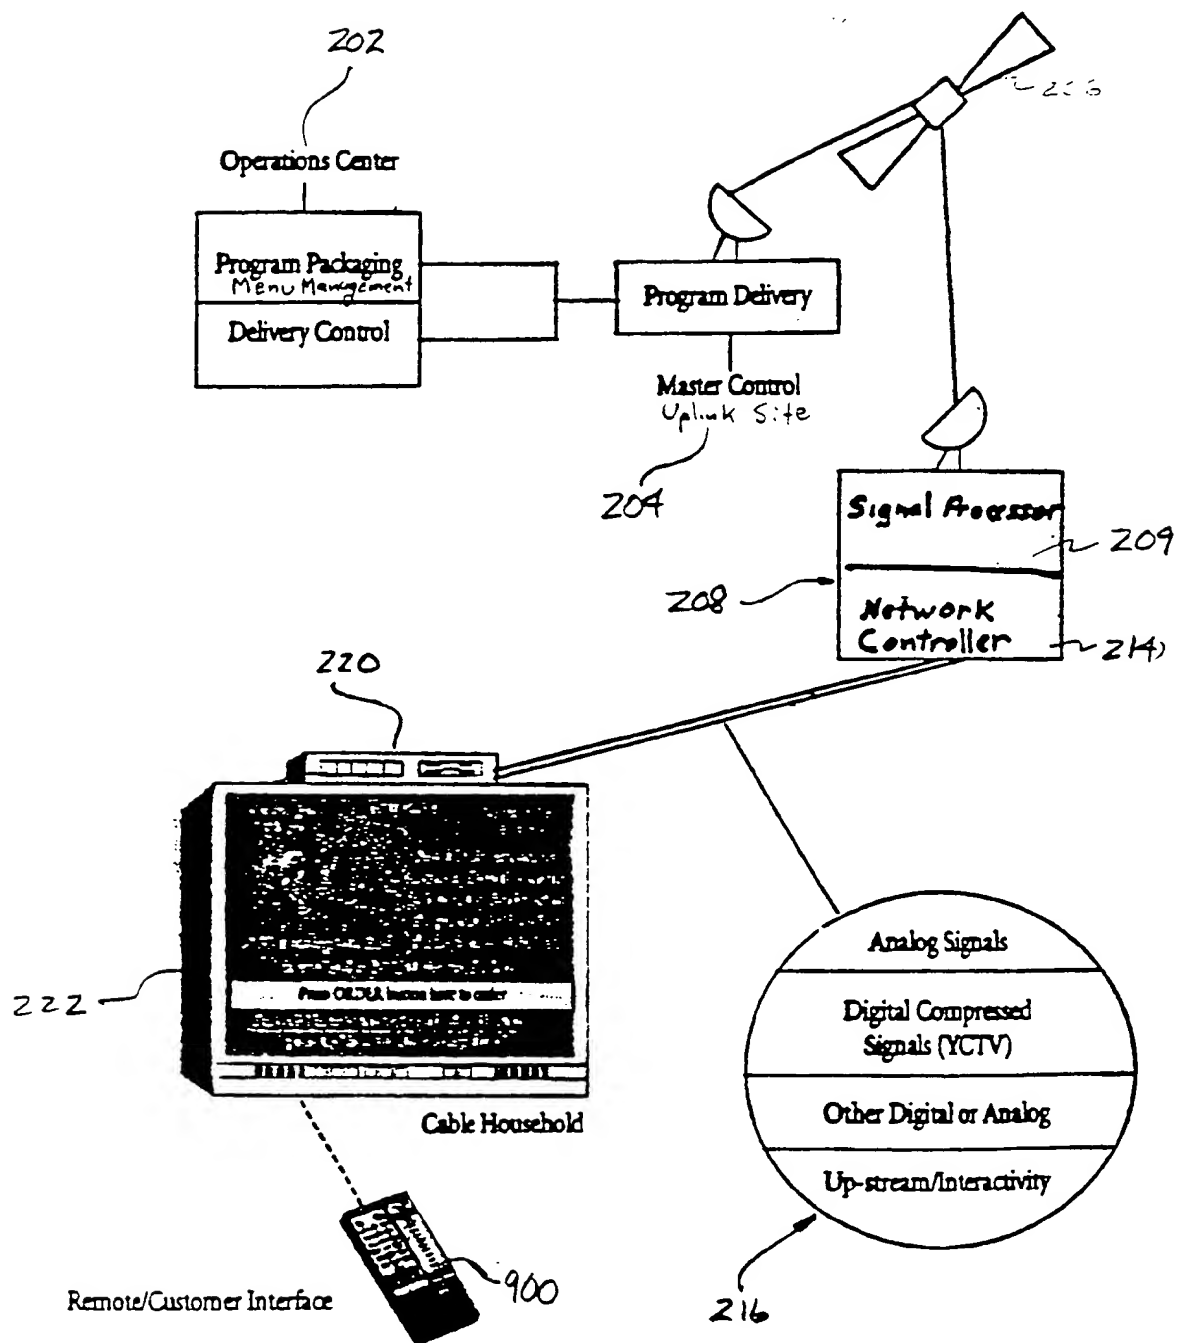 202
Operations Center
Program Packaging
Menu Management
Delivery Control
Program Delivery
Master Control
Uplink Site
204
Signal Processor
209
208
Network
Controller
214
220
Press ORDER button here to order
222
Cable Household
Analog Signals
Digital Compressed
Signals (YCTV)
Other Digital or Analog
Up-stream/Interactivity
216
900
Remote/Customer Interface